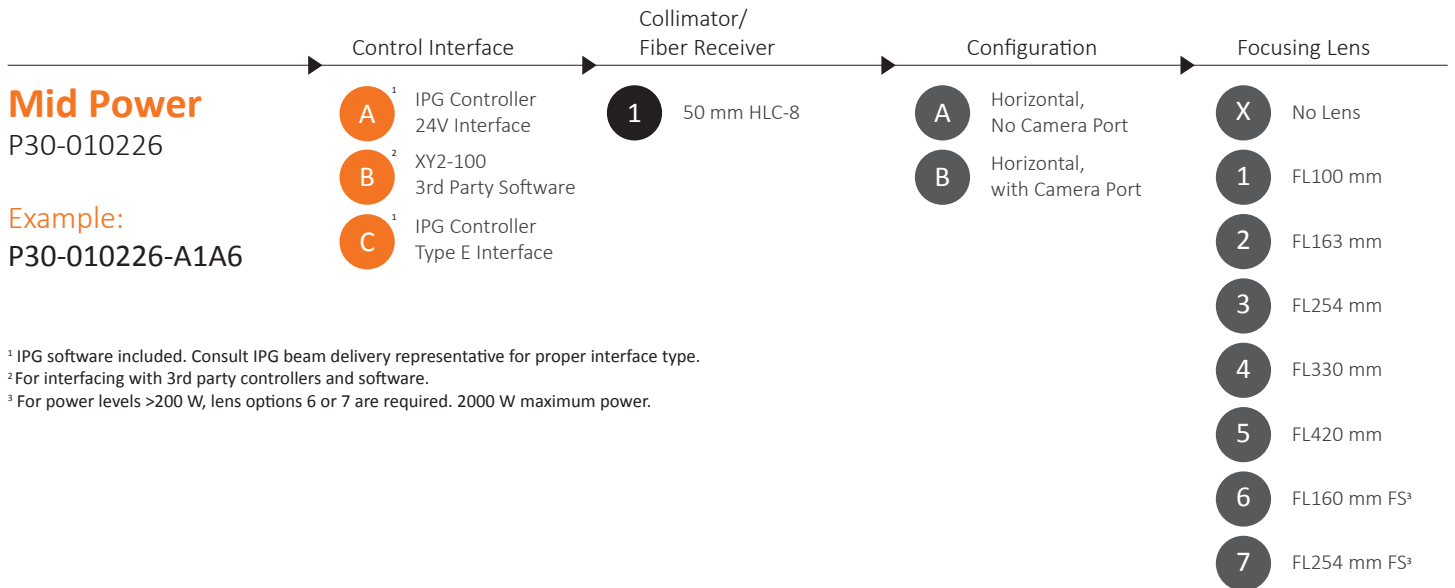 Control Interface
Collimator/
Fiber Receiver
Configuration
Focusing Lens
Mid Power
P30-010226
Example:
P30-010226-A1A6
A ¹
IPG Controller
24V Interface
B ²
XY2-100
3rd Party Software
C ¹
IPG Controller
Type E Interface
1
50 mm HLC-8
A
Horizontal,
No Camera Port
B
Horizontal,
with Camera Port
X
No Lens
1
FL100 mm
2
FL163 mm
3
FL254 mm
4
FL330 mm
5
FL420 mm
6
FL160 mm FS³
7
FL254 mm FS³
¹ IPG software included. Consult IPG beam delivery representative for proper interface type.
² For interfacing with 3rd party controllers and software.
³ For power levels >200 W, lens options 6 or 7 are required. 2000 W maximum power.